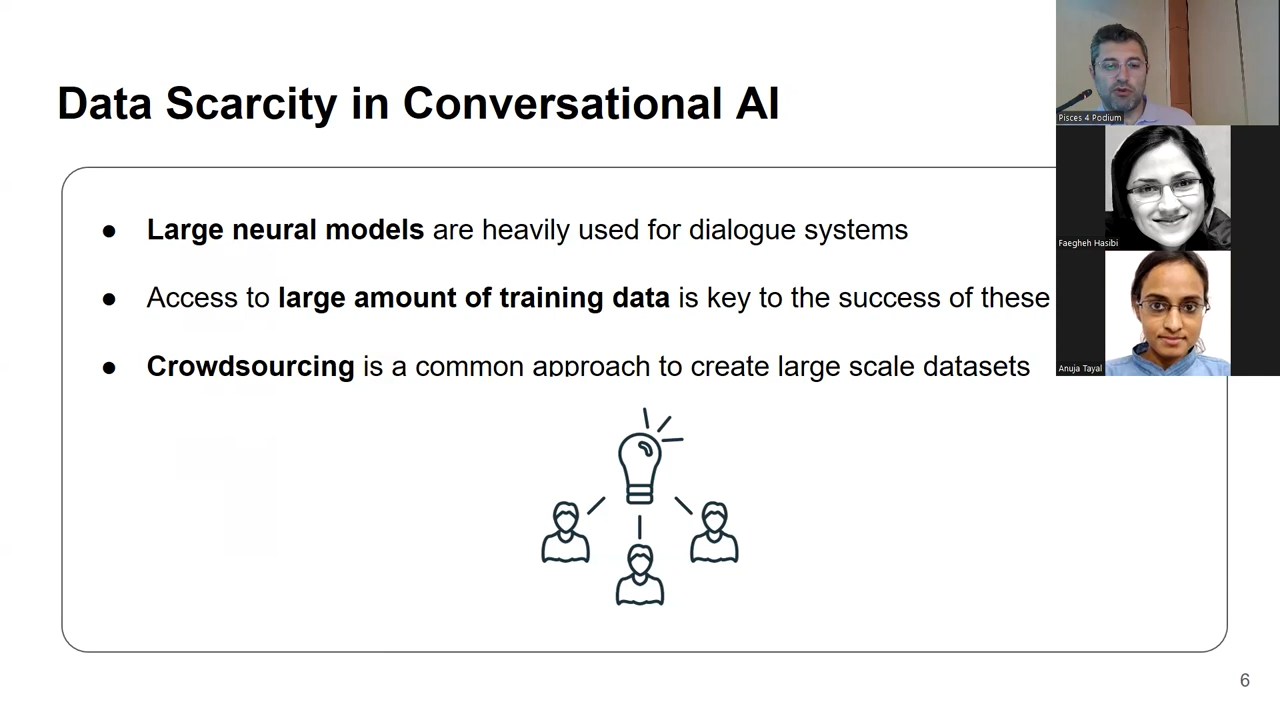 Data Scarcity in Conversational AI
● Large neural models are heavily used for dialogue systems
● Access to large amount of training data is key to the success of these
● Crowdsourcing is a common approach to create large scale datasets
Pisces 4 Podium
Faegheh Hasibi
Anuja Tayal
6